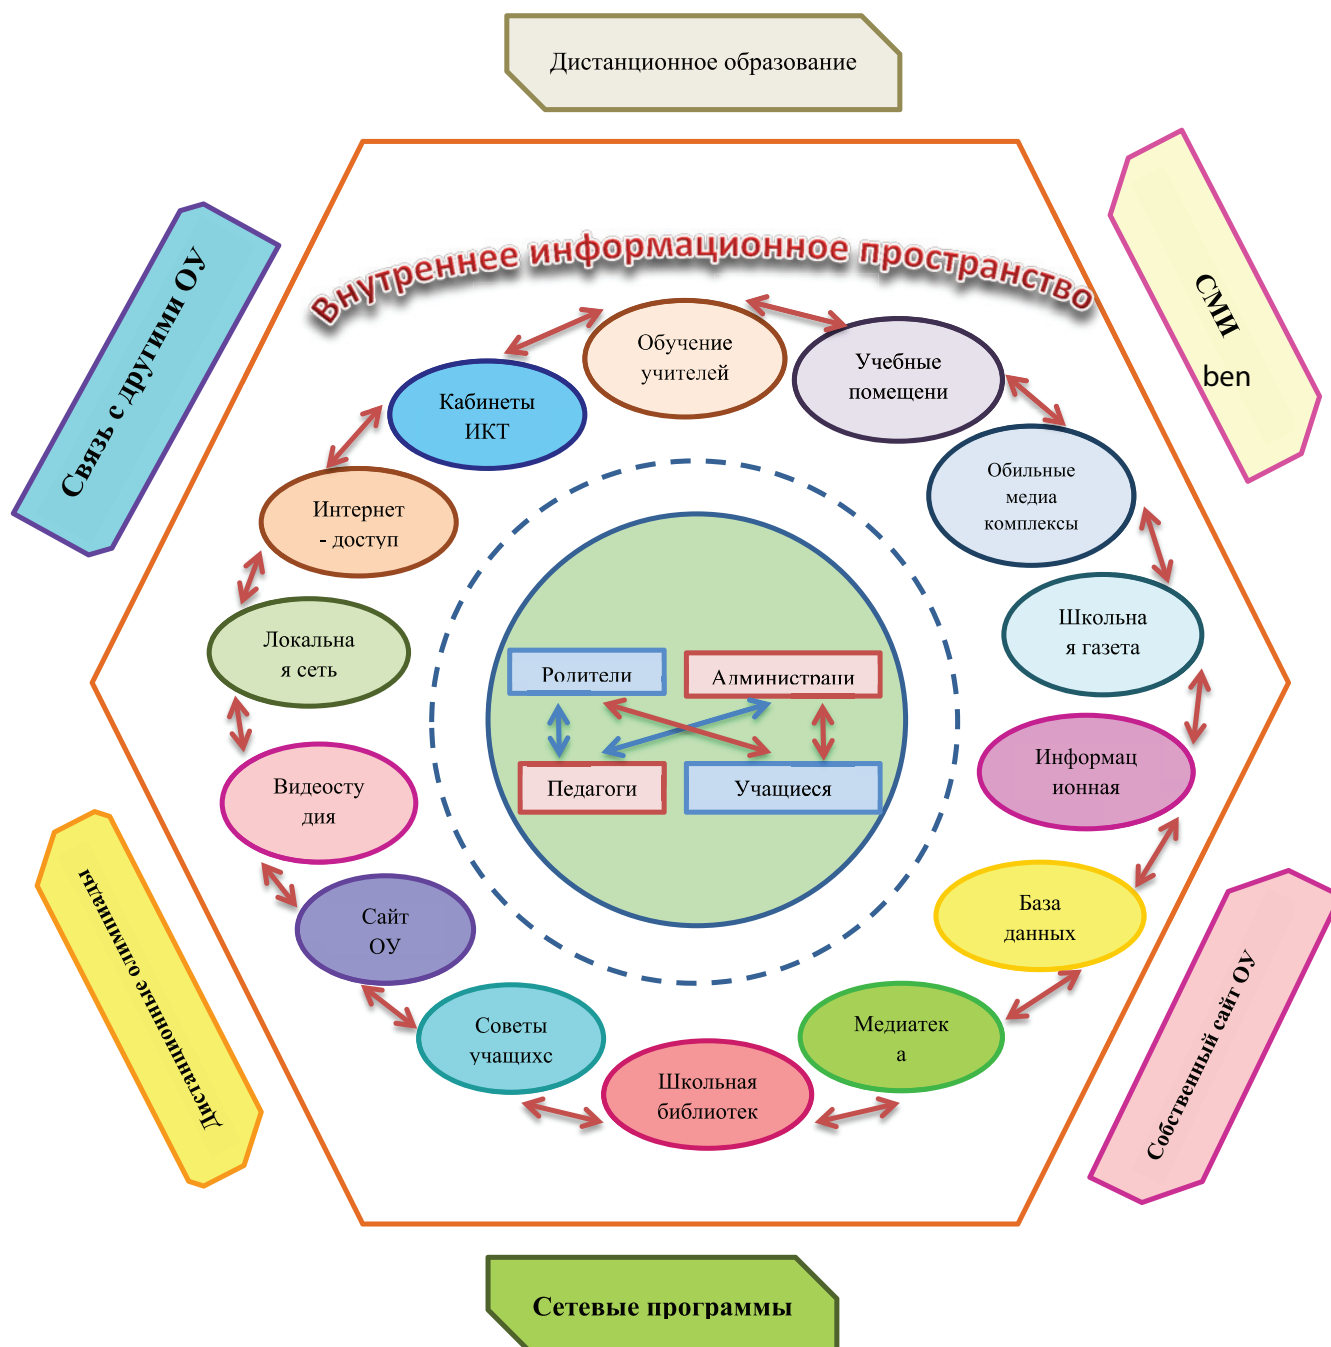 Дистанционное образование
Связь с другими ОУ
СМИ
ben
Внутреннее информационное пространство
Обучение
учителей
Учебные
помещени
Кабинеты
ИКТ
Обильные
медиа
комплексы
Интернет
- доступ
Школьна
я газета
Локальна
я сеть
Родители
Администраци
Информац
ионная
Педагоги
Учащиеся
Видеосту
дия
База
данных
Сайт
ОУ
Медиатек
а
Советы
учащихс
Школьная
библиотек
Дистанционные олимпиады
Собственный сайт ОУ
Сетевые программы